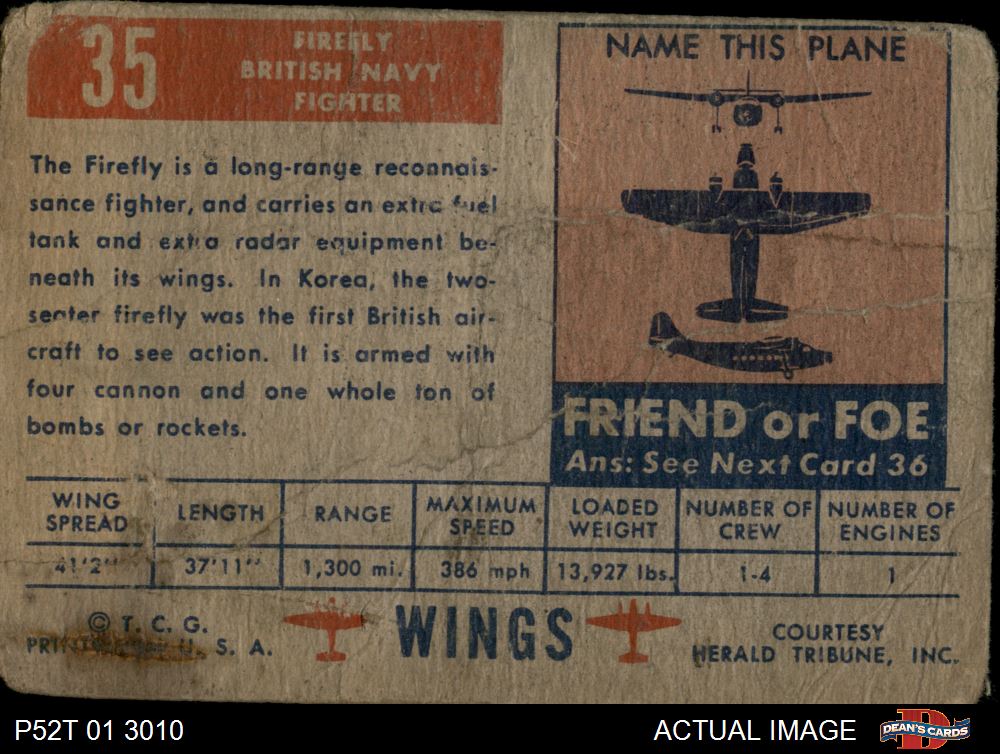 35
FIREFLY
BRITISH NAVY
FIGHTER
The Firefly is a long-range reconnais-
sance fighter, and carries an extra fuel
tank and extra radar equipment be-
neath its wings. In Korea, the two-
seater firefly was the first British air-
craft to see action. It is armed with
four cannon and one whole ton of
bombs or rockets.
NAME THIS PLANE
FRIEND or FOE
Ans: See Next Card 36
WING SPREAD LENGTH RANGE MAXIMUM SPEED LOADED WEIGHT NUMBER OF CREW NUMBER OF ENGINES
41'2" 37'11" 1,300 mi. 386 mph 13,927 lbs. 1-4 1
© T. C. G.
PRINTED IN U. S. A.
WINGS
COURTESY
HERALD TRIBUNE, INC.
P52T 01 3010
ACTUAL IMAGE
D
DEAN'S CARDS